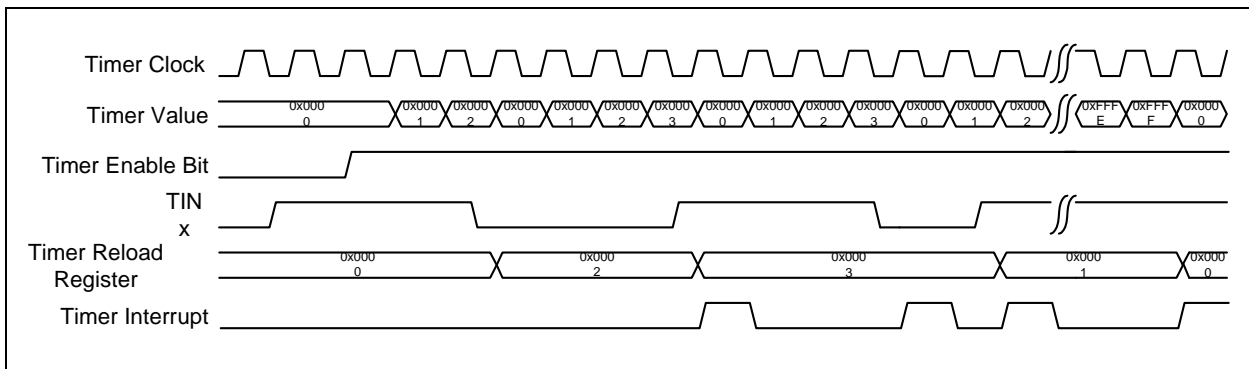 Timer Clock
Timer Value
0x000 0x000 0x000 0x000 0x000 0x000 0x000 0x000 0x000 0x000 0x000 0x000 0x000 0x000 0xFFF 0xFFF 0x000
0 1 2 0 1 2 3 0 1 2 3 0 1 2 E F 0
Timer Enable Bit
TIN
x
Timer Reload
Register
0x000 0x000 0x000 0x000 0x000
0 2 3 1 0
Timer Interrupt